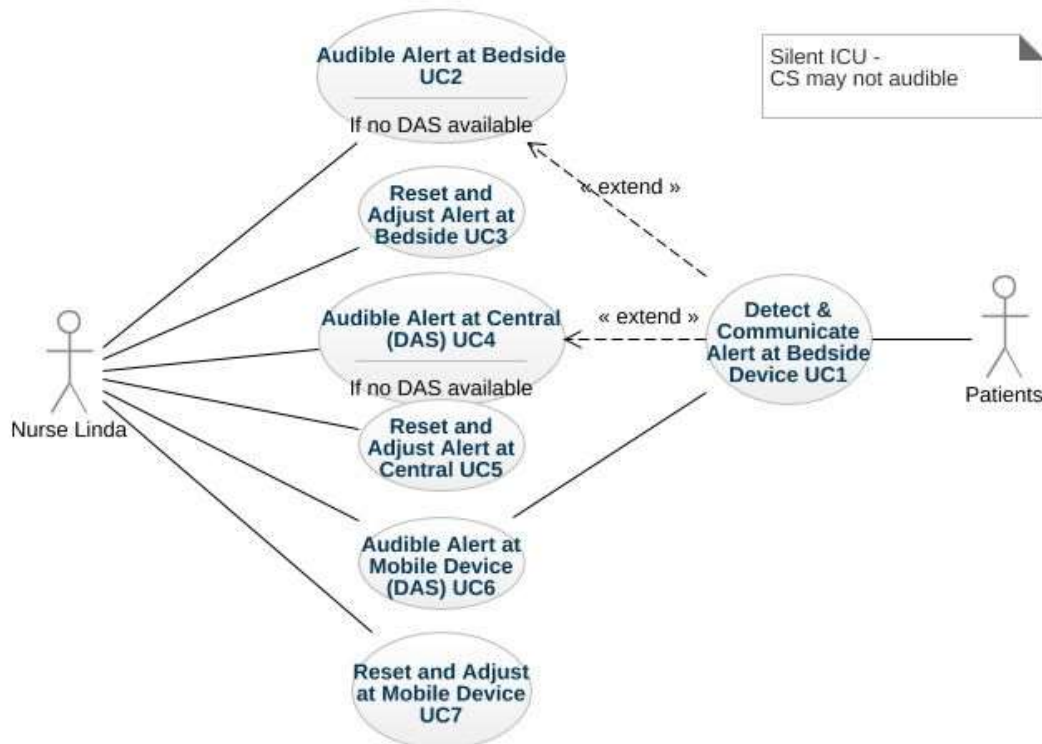 Audible Alert at Bedside
UC2
If no DAS available
Silent ICU -
CS may not audible
« extend »
Reset and
Adjust Alert at
Bedside UC3
Audible Alert at Central
(DAS) UC4
If no DAS available
« extend »
Detect &
Communicate
Alert at Bedside
Device UC1
Patients
Nurse Linda
Reset and
Adjust Alert at
Central UC5
Audible Alert at
Mobile Device
(DAS) UC6
Reset and Adjust
at Mobile Device
UC7